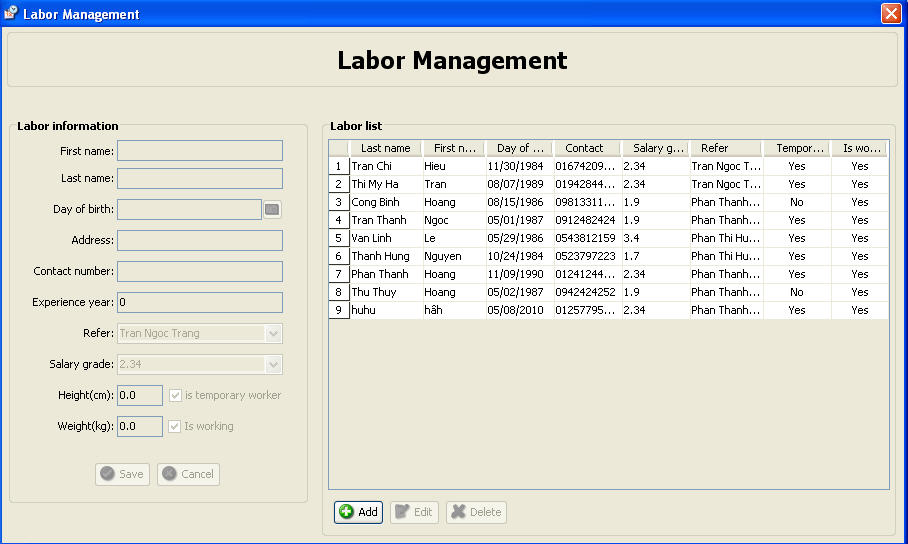 Labor Management
Labor Management
Labor information
First name:
Last name:
Day of birth:
Address:
Contact number:
Experience year: 0
Refer: Tran Ngoc Trang
Salary grade: 2.34
Height(cm): 0.0 is temporary worker
Weight(kg): 0.0 Is working
Save Cancel
Labor list
Last name First n... Day of ... Contact Salary g... Refer Tempor... Is wo...
1 Tran Chi Hieu 11/30/1984 01674209... 2.34 Tran Ngoc T... Yes Yes
2 Thi My Ha Tran 08/07/1989 01942844... 2.34 Tran Ngoc T... Yes Yes
3 Cong Binh Hoang 08/15/1986 09813311... 1.9 Phan Thanh... No Yes
4 Tran Thanh Ngoc 05/01/1987 0912482424 1.9 Phan Thanh... Yes Yes
5 Van Linh Le 05/29/1986 0543812159 3.4 Phan Thi Hu... Yes Yes
6 Thanh Hung Nguyen 10/24/1984 0523797223 1.7 Phan Thi Hu... Yes Yes
7 Phan Thanh Hoang 11/09/1990 01241244... 2.34 Phan Thanh... Yes Yes
8 Thu Thuy Hoang 05/02/1987 0942424252 1.9 Phan Thanh... No Yes
9 huhu hâh 05/08/2010 01257795... 2.34 Phan Thanh... Yes Yes
Add Edit Delete